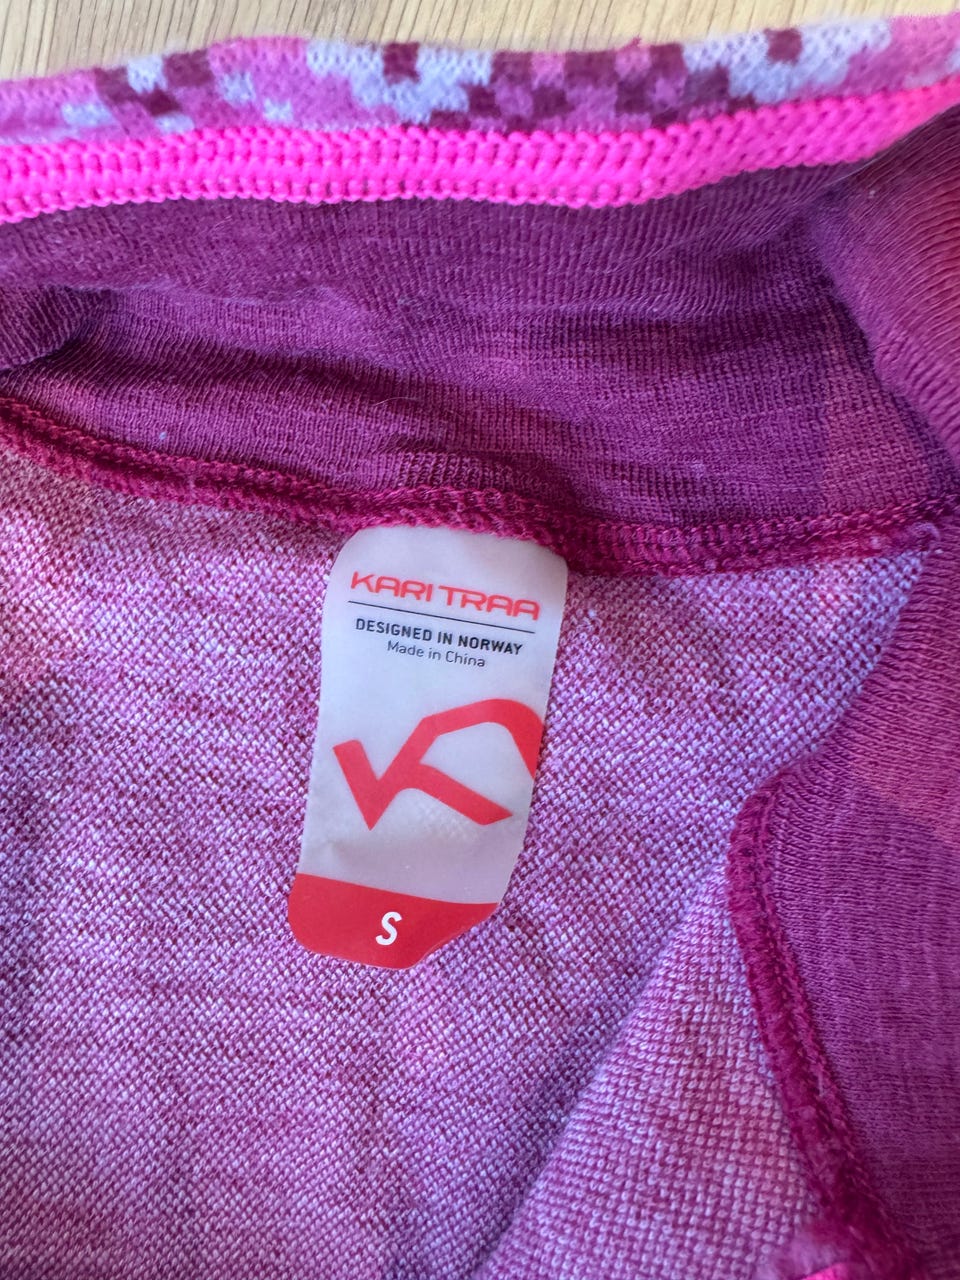 KARI TRAA
DESIGNED IN NORWAY
Made in China
S